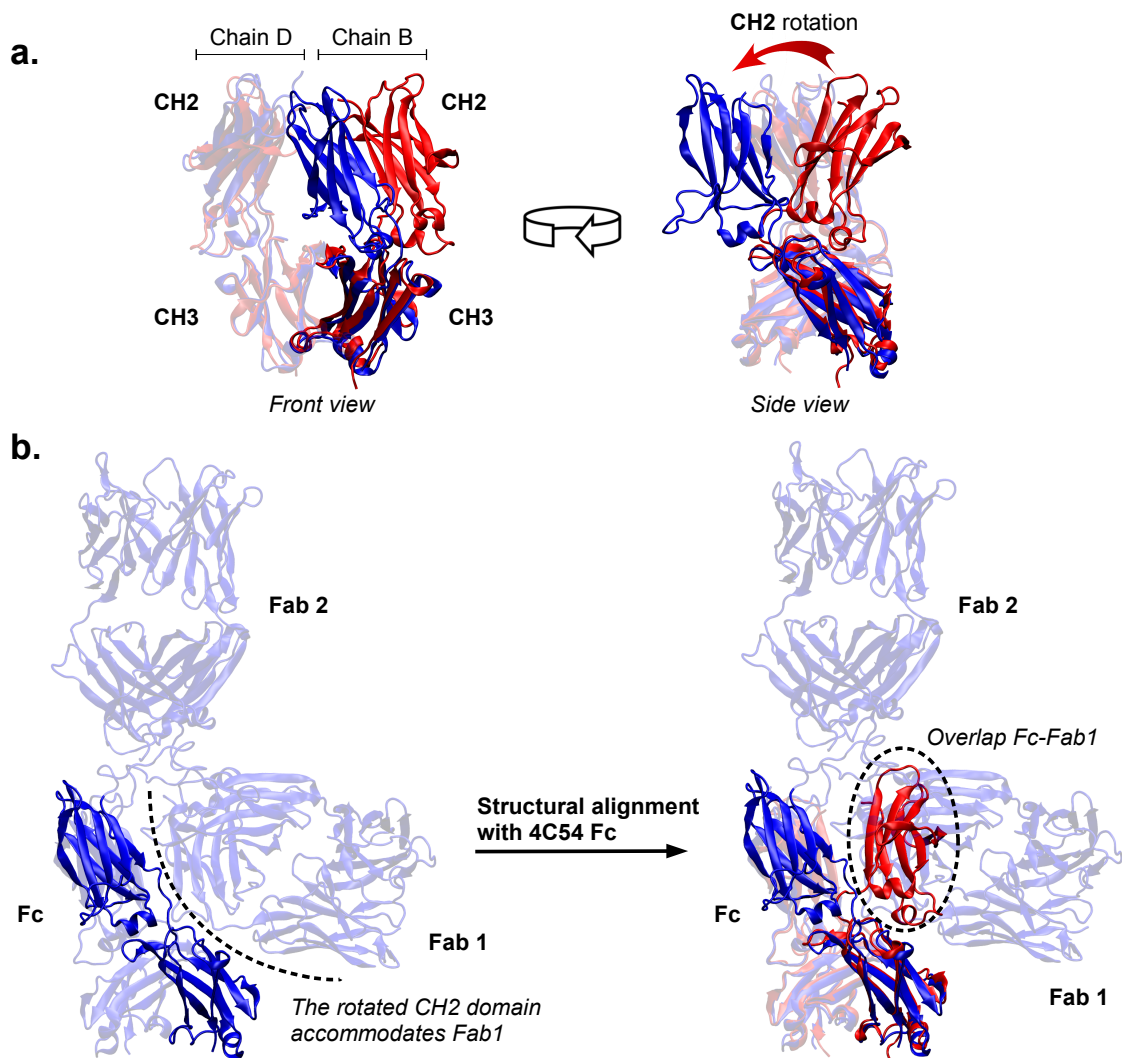 a.
Chain D
Chain B
CH2 rotation
CH2
CH2
CH3
CH3
Front view
Side view
b.
Fab 2
Fab 2
Overlap Fc-Fab1
Structural alignment
with 4C54 Fc
Fc
Fab 1
Fc
Fab 1
The rotated CH2 domain
accommodates Fab1